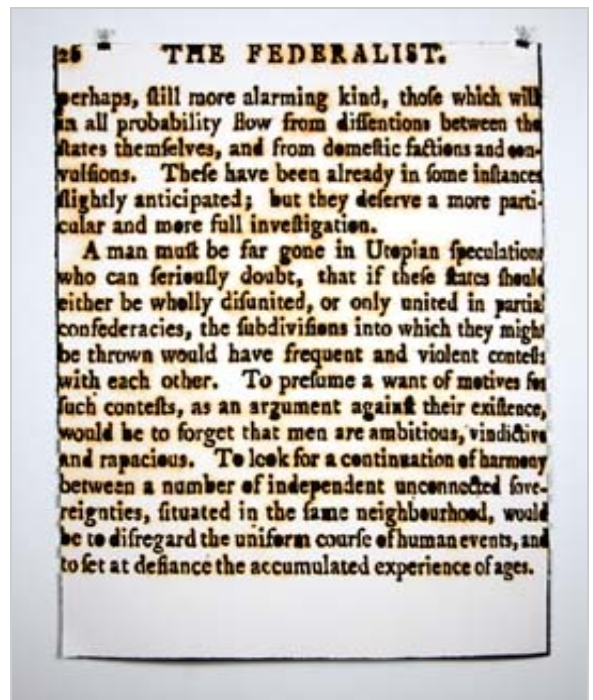 26 THE FEDERALIST.
perhaps, ſtill more alarming kind, thoſe which will
in all probability flow from diſſentions between the
ſtates themſelves, and from domeſtic factions and con-
vulſions. Theſe have been already in ſome inſtances
ſlightly anticipated; but they deſerve a more parti-
cular and more full inveſtigation.
A man muſt be far gone in Utopian ſpeculations
who can ſeriouſly doubt, that if theſe ſtates ſhould
either be wholly diſunited, or only united in partial
confederacies, the ſubdiviſions into which they might
be thrown would have frequent and violent conteſts
with each other. To preſume a want of motives for
ſuch conteſts, as an argument againſt their exiſtence,
would be to forget that men are ambitious, vindictive
and rapacious. To look for a continuation of harmony
between a number of independent unconnected ſove-
reignties, ſituated in the ſame neighbourhood, would
be to diſregard the uniform courſe of human events, and
to ſet at defiance the accumulated experience of ages.